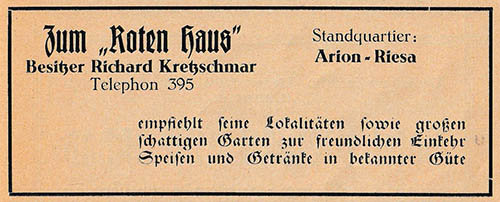 Zum „Roten Haus“
Besitzer Richard Kretzschmar
Telephon 395
Standquartier:
Arion - Riesa
empfiehlt seine Lokalitäten sowie großen
schattigen Garten zur freundlichen Einkehr
Speisen und Getränke in bekannter Güte